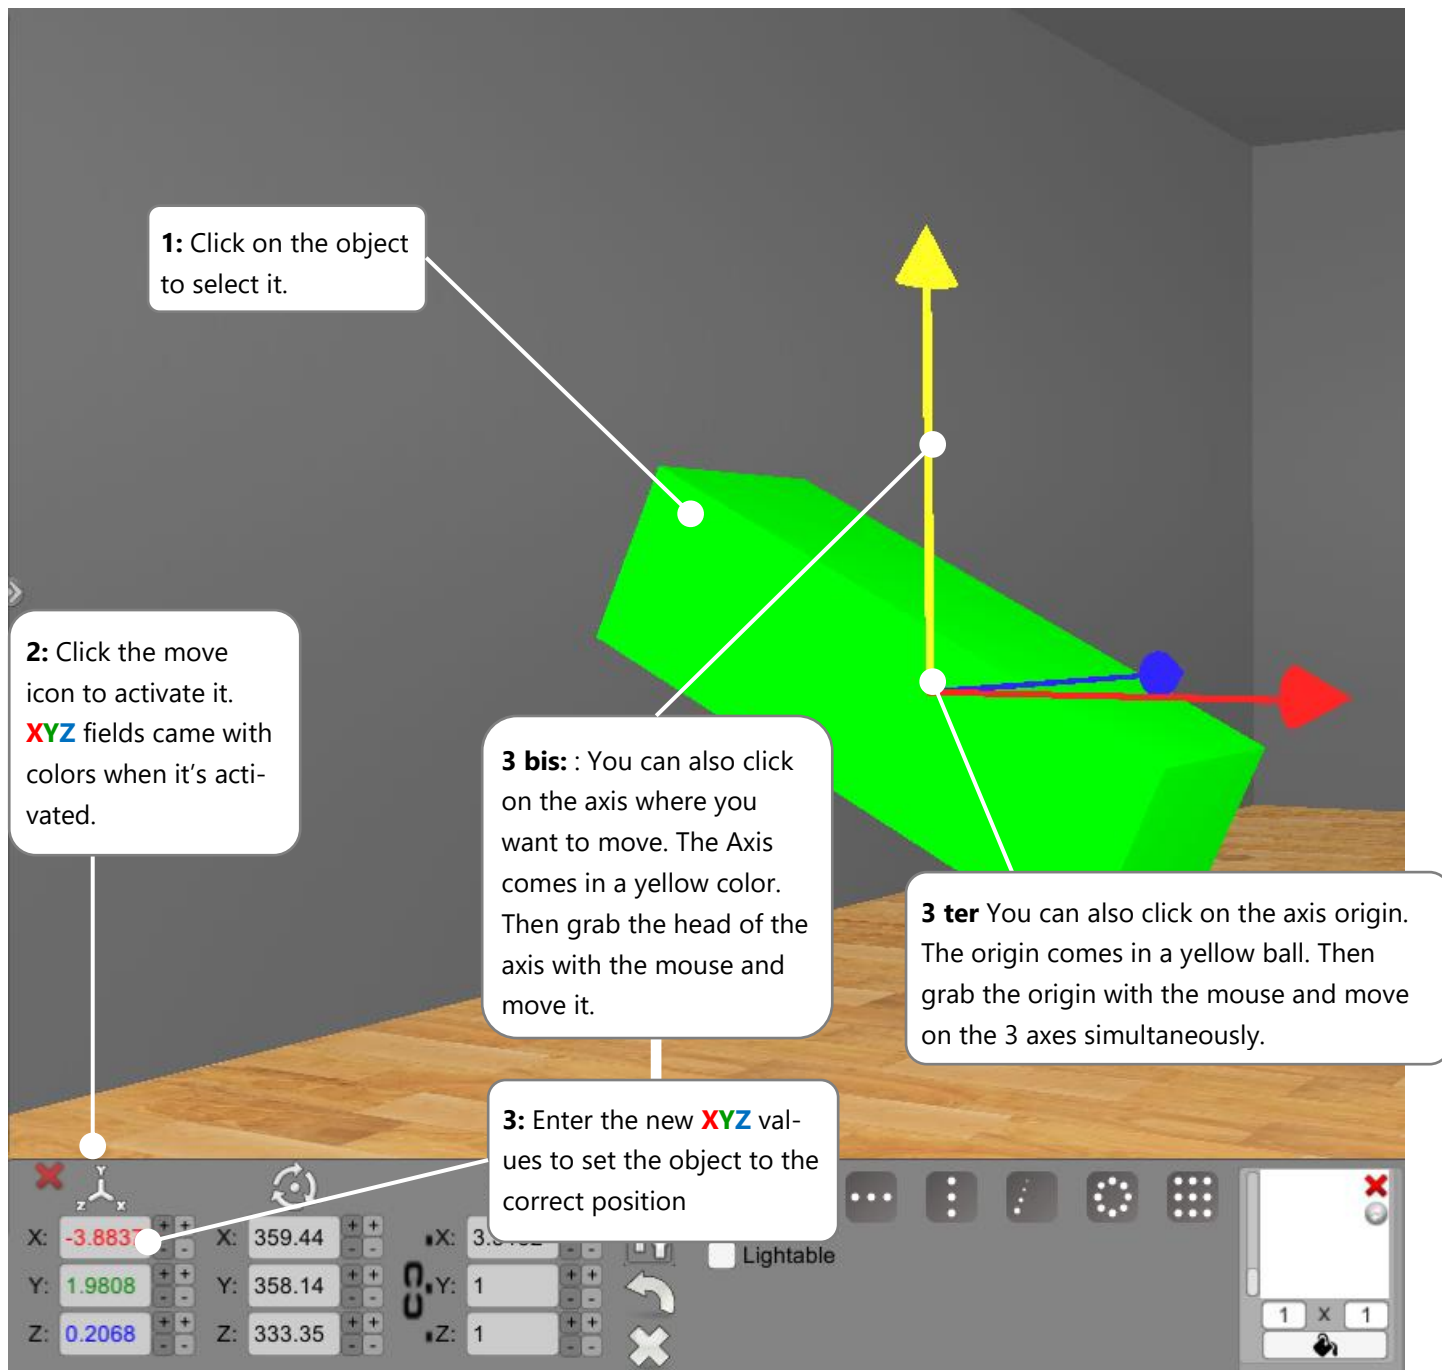 1: Click on the object
to select it.
2: Click the move
icon to activate it.
XYZ fields came with
colors when it's acti-
vated.
3 bis: : You can also click
on the axis where you
want to move. The Axis
comes in a yellow color.
Then grab the head of the
axis with the mouse and
move it.
3 ter You can also click on the axis origin.
The origin comes in a yellow ball. Then
grab the origin with the mouse and move
on the 3 axes simultaneously.
3: Enter the new XYZ val-
ues to set the object to the
correct position
Y
Z X
X: -3.8837 X: 359.44 X:
Lightable
Y: 1.9808 Y: 358.14 Y: 1
Z: 0.2068 Z: 333.35 Z: 1
1 X 1